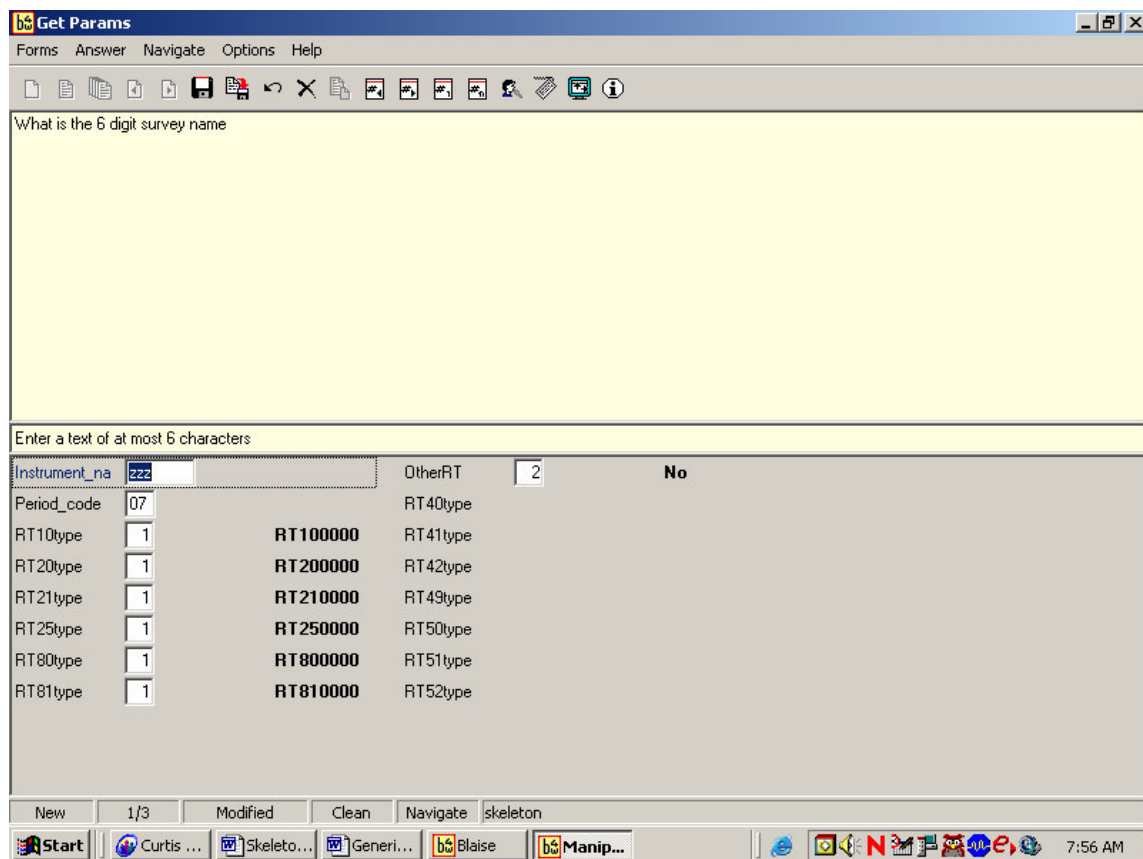 Get Params
Forms Answer Navigate Options Help
What is the 6 digit survey name
Enter a text of at most 6 characters
Instrument_na zzz OtherRT 2 No
Period_code 07 RT40type
RT10type 1 RT100000 RT41type
RT20type 1 RT200000 RT42type
RT21type 1 RT210000 RT49type
RT25type 1 RT250000 RT50type
RT80type 1 RT800000 RT51type
RT81type 1 RT810000 RT52type
New 1/3 Modified Clean Navigate skeleton
Start Curtis ... Skeleto... Generi... Blaise Manip... 7:56 AM